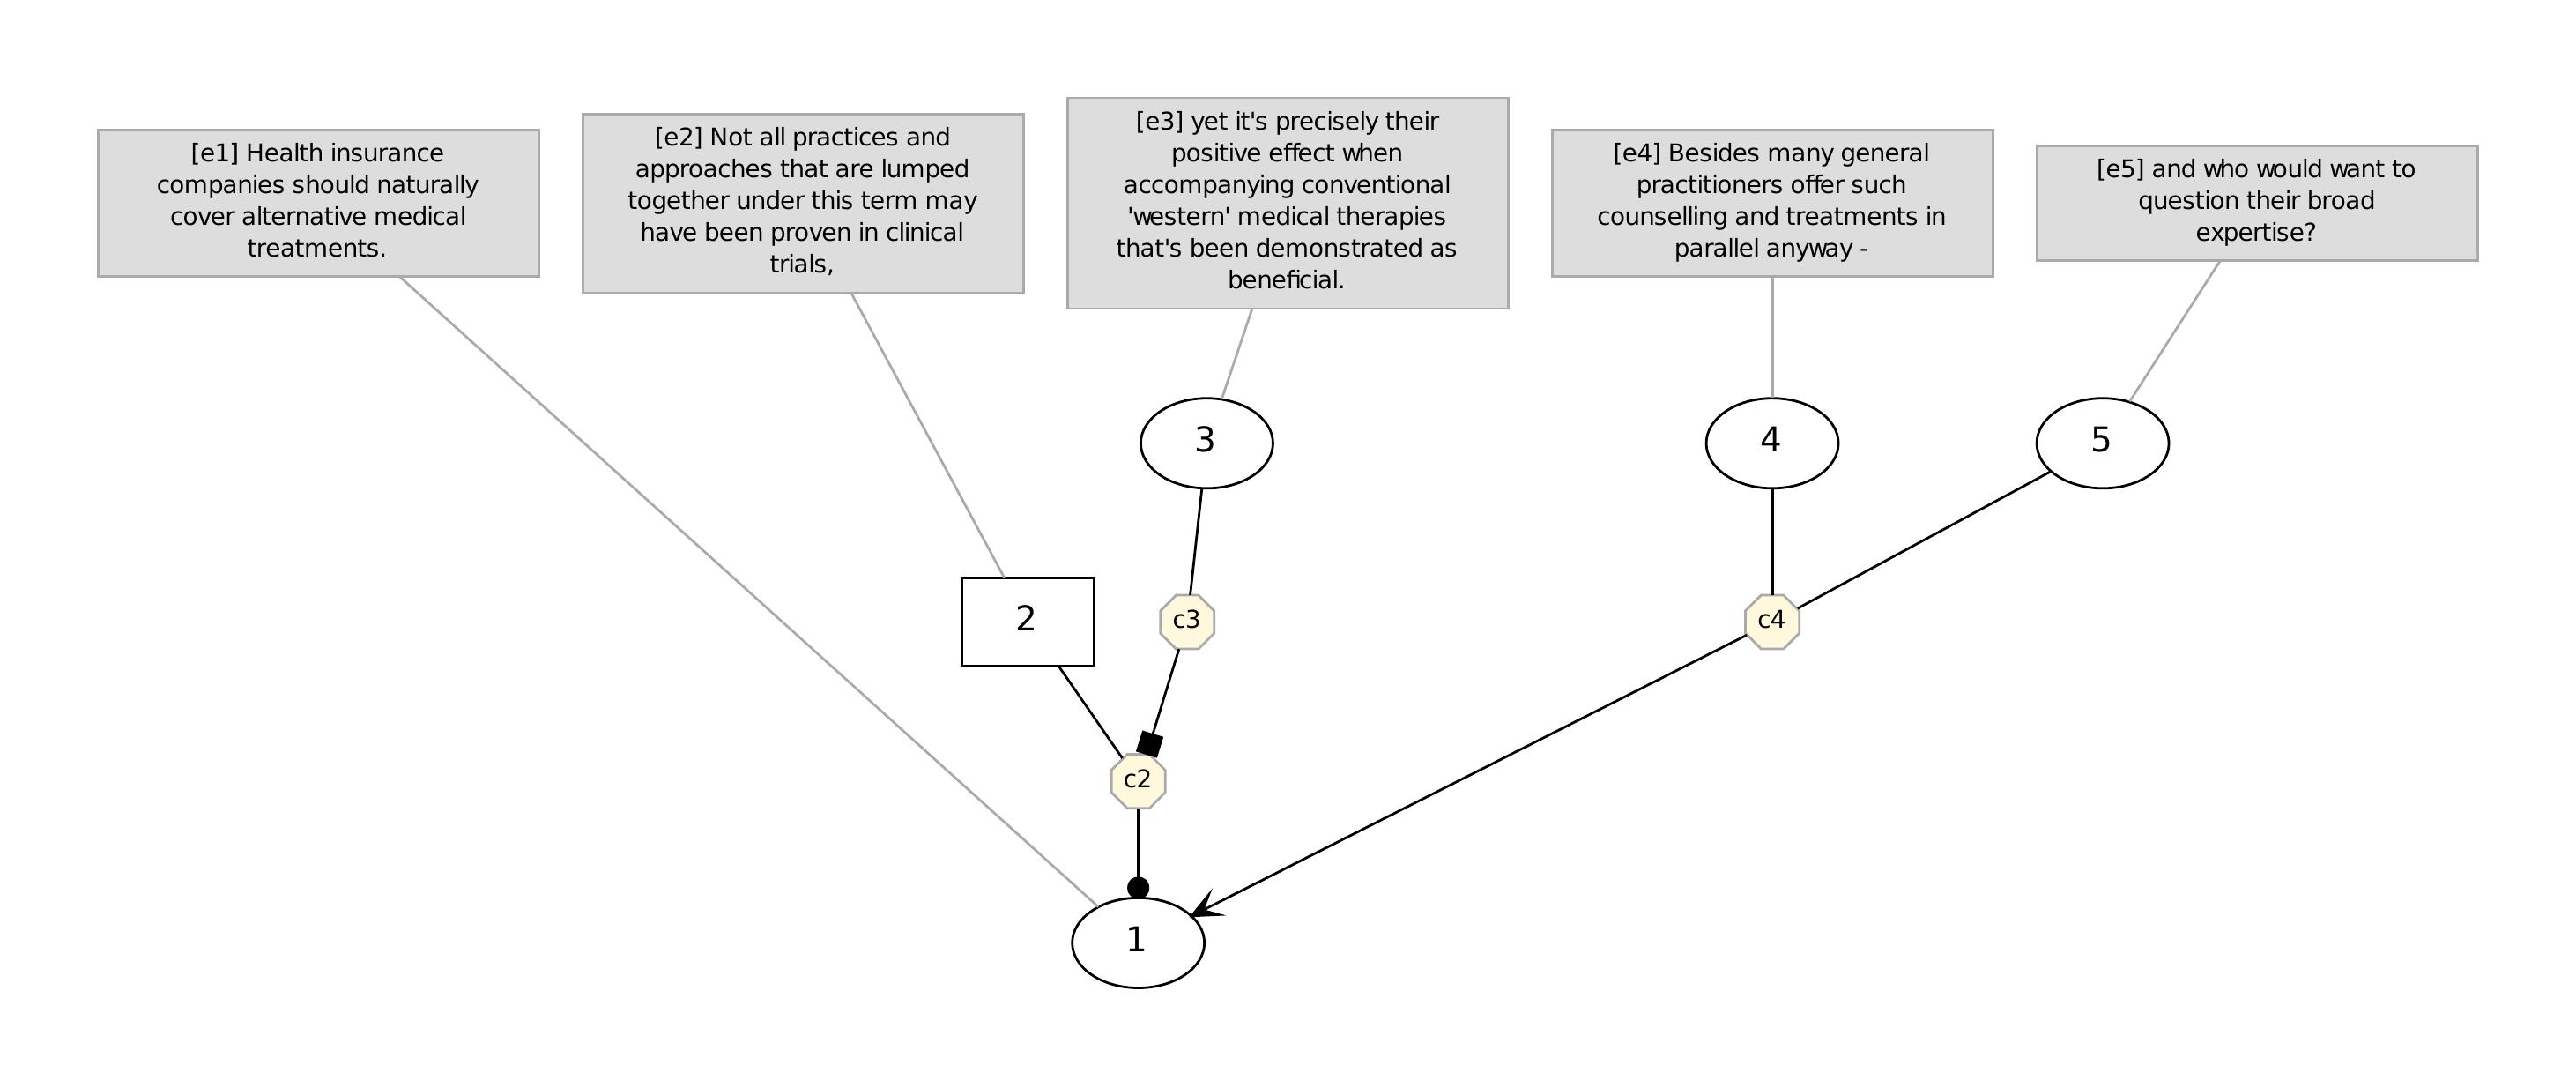 [e1] Health insurance
companies should naturally
cover alternative medical
treatments.
[e2] Not all practices and
approaches that are lumped
together under this term may
have been proven in clinical
trials,
[e3] yet it's precisely their
positive effect when
accompanying conventional
'western' medical therapies
that's been demonstrated as
beneficial.
[e4] Besides many general
practitioners offer such
counselling and treatments in
parallel anyway -
[e5] and who would want to
question their broad
expertise?
3
4
5
2
c3
c4
c2
1